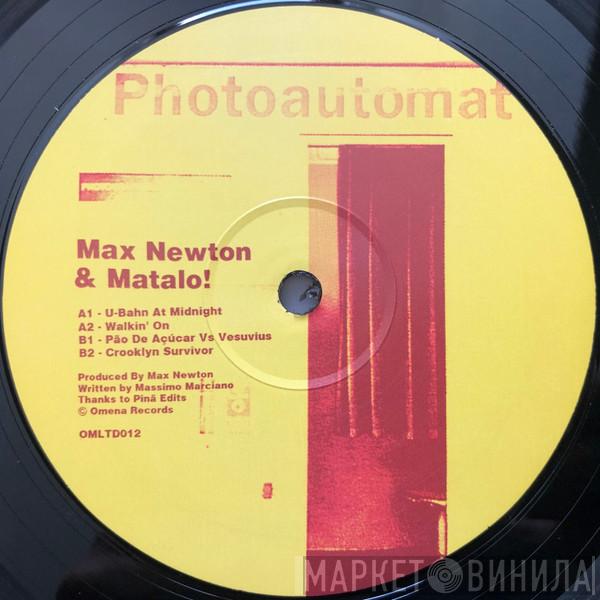 Photoautomat
Max Newton
& Matalo!
A1 - U-Bahn At Midnight
A2 - Walkin' On
B1 - Pão De Açúcar Vs Vesuvius
B2 - Crooklyn Survivor
Produced By Max Newton
Written by Massimo Marciano
Thanks to Pinä Edits
© Omena Records
OMLTD012
МАРКЕТ ВИНИЛА